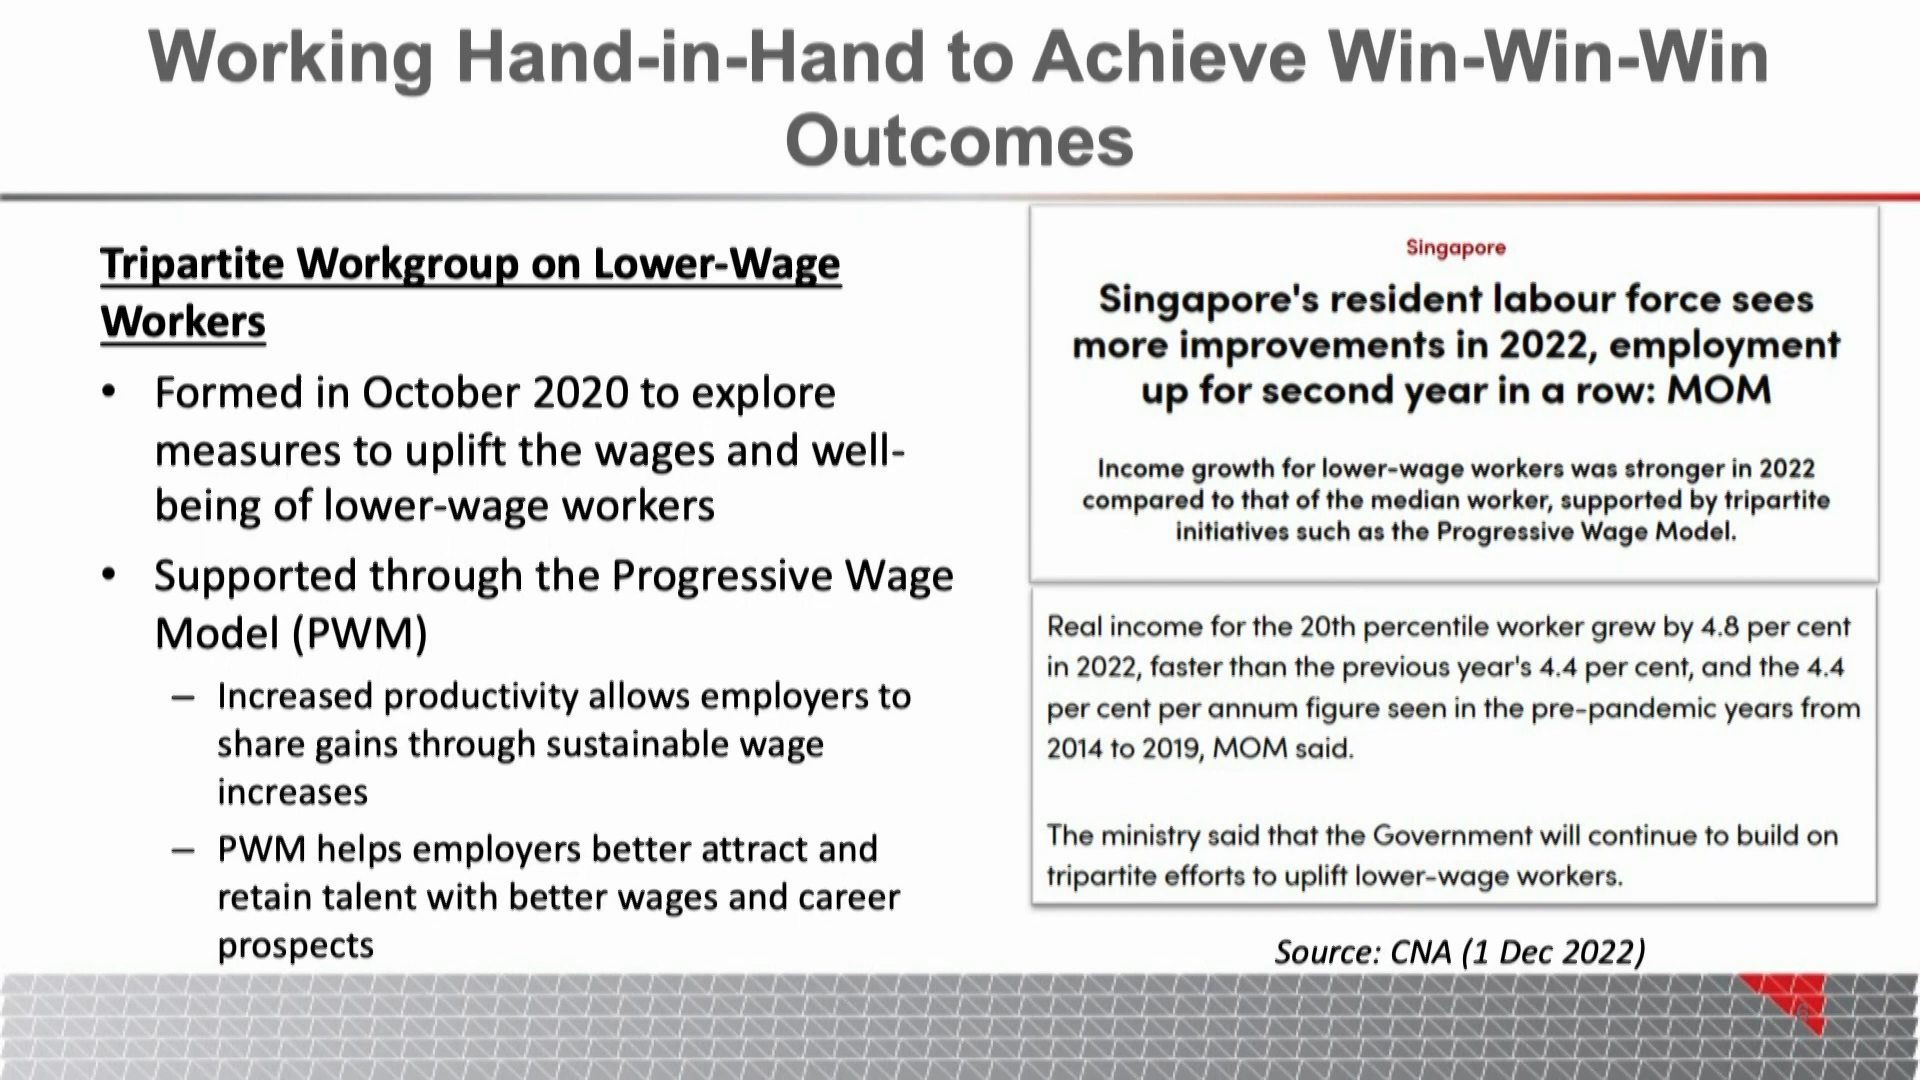 Working Hand-in-Hand to Achieve Win-Win-Win
Outcomes
Tripartite Workgroup on Lower-Wage
Workers
• Formed in October 2020 to explore
measures to uplift the wages and well-
being of lower-wage workers
• Supported through the Progressive Wage
Model (PWM)
– Increased productivity allows employers to
share gains through sustainable wage
increases
– PWM helps employers better attract and
retain talent with better wages and career
prospects
Singapore
Singapore's resident labour force sees
more improvements in 2022, employment
up for second year in a row: MOM
Income growth for lower-wage workers was stronger in 2022
compared to that of the median worker, supported by tripartite
initiatives such as the Progressive Wage Model.
Real income for the 20th percentile worker grew by 4.8 per cent
in 2022, faster than the previous year's 4.4 per cent, and the 4.4
per cent per annum figure seen in the pre-pandemic years from
2014 to 2019, MOM said.
The ministry said that the Government will continue to build on
tripartite efforts to uplift lower-wage workers.
Source: CNA (1 Dec 2022)